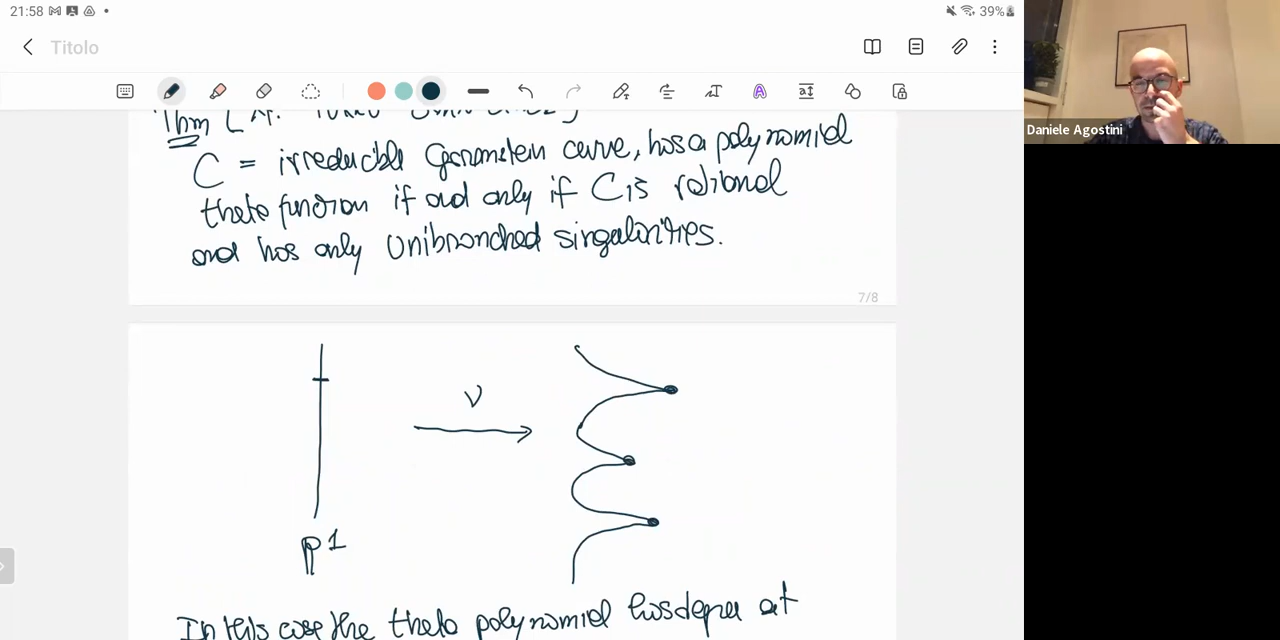 21:58
39%
Titolo
Daniele Agostini
Thm
C = irreducible Gorenstein curve, has a polynomial
theta function if and only if C is rational
and has only unibranched singularities.
7/8
ν
P1
In this case the theta polynomial has degree at